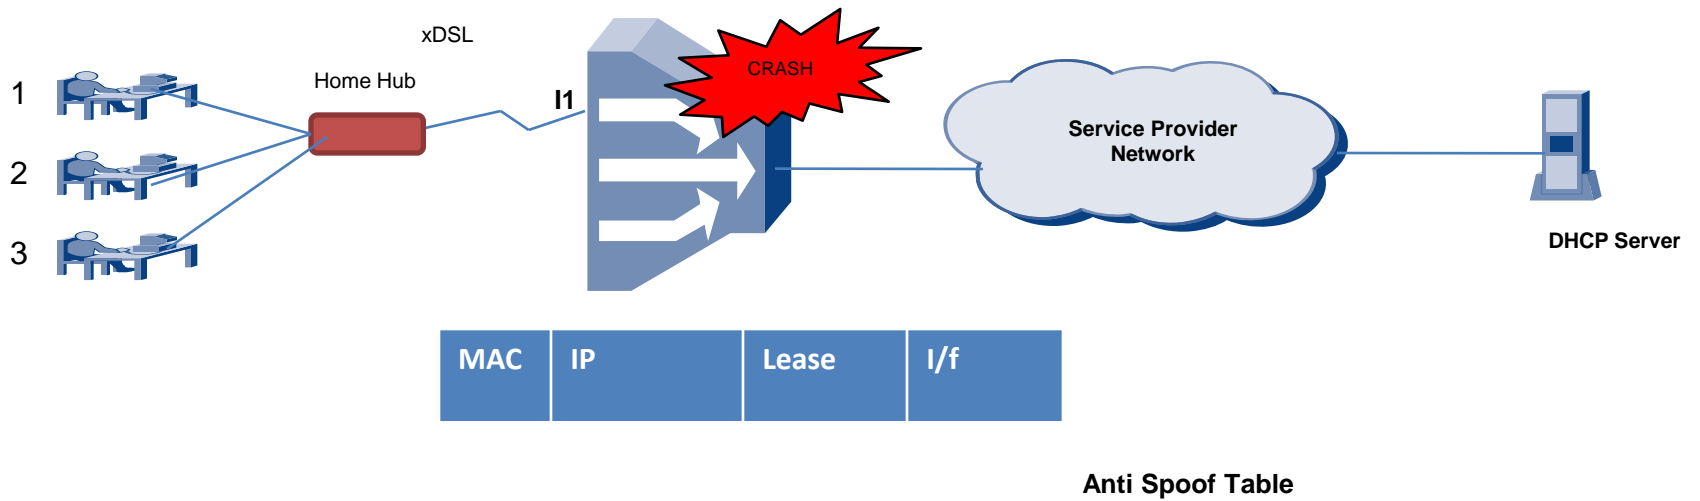 xDSL
Home Hub
1
2
3
I1
CRASH
Service Provider
Network
DHCP Server
MAC IP Lease I/f
Anti Spoof Table